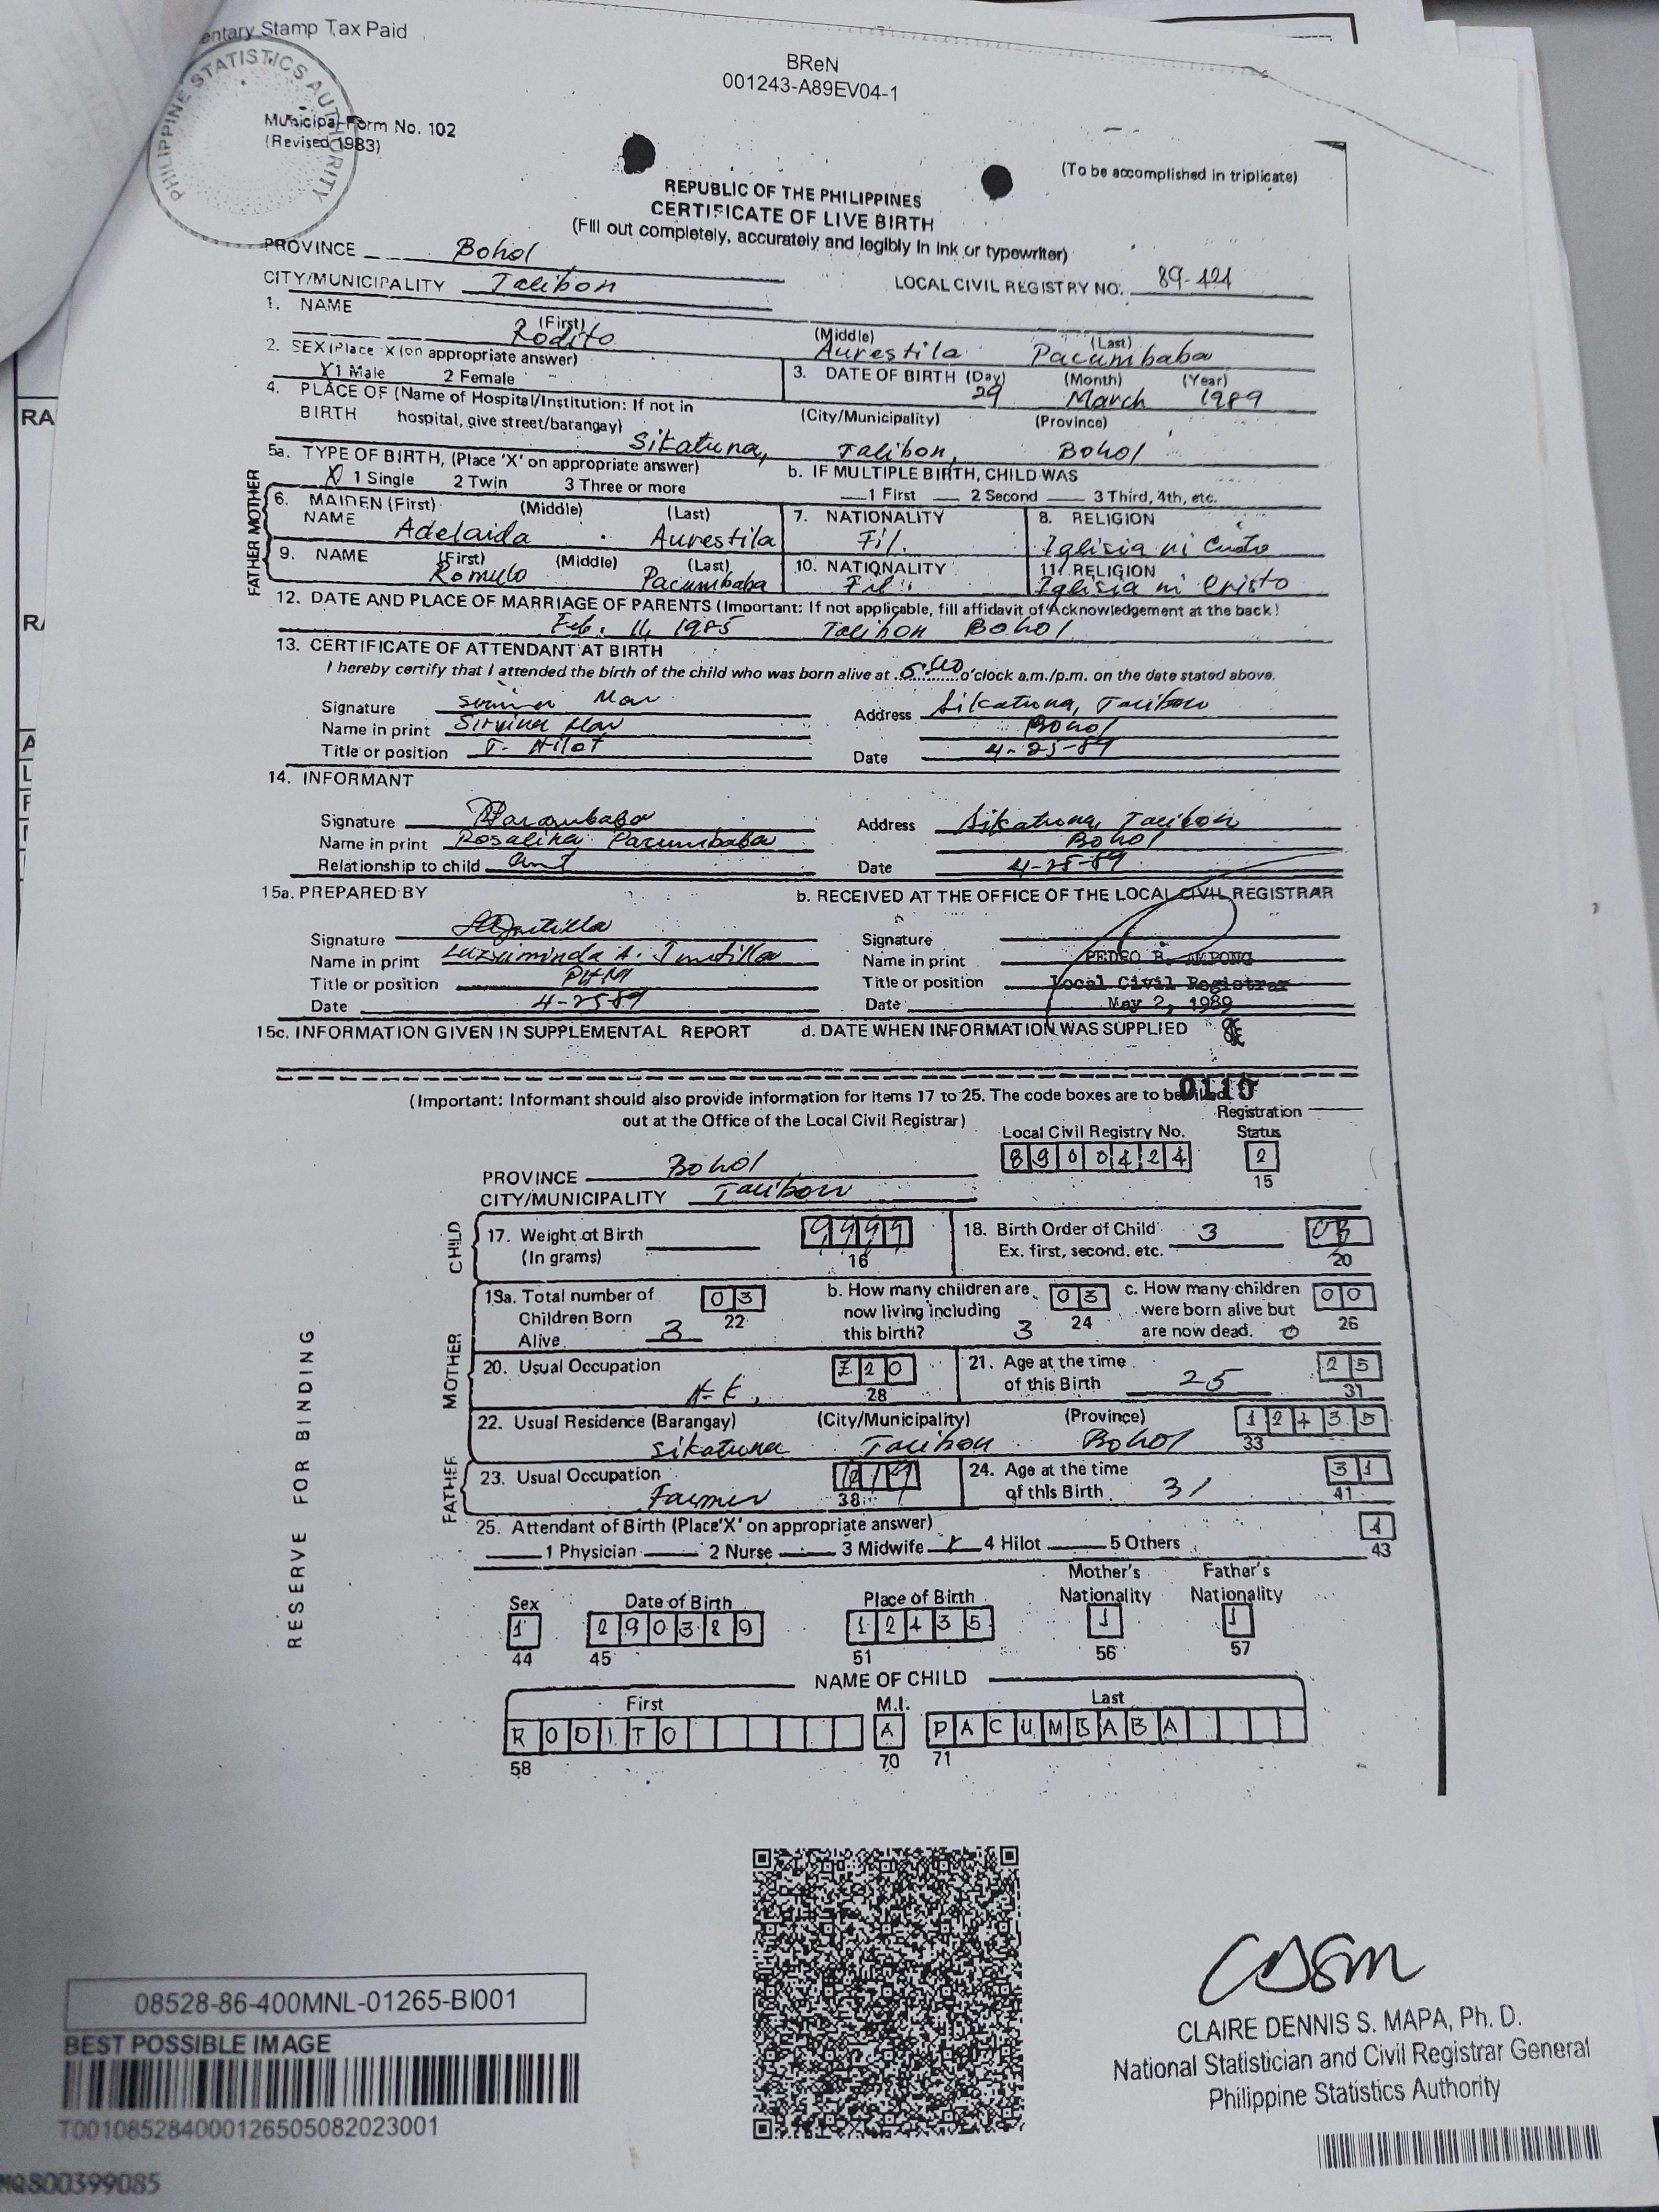 entary Stamp Tax Paid
PHILIPPINE STATISTICS AUTHORITY
BReN
001243-A89EV04-1
Municipal Form No. 102
(Revised 1983)
(To be accomplished in triplicate)
REPUBLIC OF THE PHILIPPINES
CERTIFICATE OF LIVE BIRTH
(Fill out completely, accurately and legibly in ink or typewriter)
PROVINCE Bohol
CITY/MUNICIPALITY Talibon LOCAL CIVIL REGISTRY NO. 89-424
1. NAME (First) (Middle) (Last)
Rodito Aurestila Pacumbaba
2. SEX (Place X (on appropriate answer) 3. DATE OF BIRTH (Day) (Month) (Year)
X 1 Male 2 Female 29 March 1989
4. PLACE OF (Name of Hospital/Institution: If not in (City/Municipality) (Province)
BIRTH hospital, give street/barangay) Sikatuna, Talibon, Bohol
5a. TYPE OF BIRTH, (Place 'X' on appropriate answer) b. IF MULTIPLE BIRTH, CHILD WAS
X 1 Single 2 Twin 3 Three or more 1 First 2 Second 3 Third, 4th, etc.
MOTHER
6. MAIDEN (First) (Middle) (Last) 7. NATIONALITY 8. RELIGION
NAME Adelaida Aurestila Fil. Iglisia ni
FATHER
9. NAME (First) (Middle) (Last) 10. NATIONALITY 11. RELIGION
Romulo Pacumbaba Fil. Iglisia ni Cristo
12. DATE AND PLACE OF MARRIAGE OF PARENTS (Important: If not applicable, fill affidavit of Acknowledgement at the back)
Feb. 11, 1985 Talibon Bohol
13. CERTIFICATE OF ATTENDANT AT BIRTH
I hereby certify that I attended the birth of the child who was born alive at 5:00 o'clock a.m./p.m. on the date stated above.
Signature Address Sikatuna, Talibon
Name in print Bohol
Title or position T. Hilot Date 4-25-89
14. INFORMANT
Signature Address Sikatuna, Talibon
Name in print Rosalina Pacumbaba Bohol
Relationship to child ant Date 4-25-89
15a. PREPARED BY b. RECEIVED AT THE OFFICE OF THE LOCAL CIVIL REGISTRAR
Signature Signature
Name in print Luzviminda A. Name in print PEDRO B. AMPONG
Title or position PHM Title or position Local Civil Registrar
Date 4-2589 Date May 2, 1989
15c. INFORMATION GIVEN IN SUPPLEMENTAL REPORT d. DATE WHEN INFORMATION WAS SUPPLIED
0110
(Important: Informant should also provide information for items 17 to 25. The code boxes are to be filled
out at the Office of the Local Civil Registrar)
Registration
Local Civil Registry No. Status
8900424 2
15
PROVINCE Bohol
CITY/MUNICIPALITY Talibon
CHILD
17. Weight at Birth 9999 18. Birth Order of Child 3 03
(In grams) 16 Ex. first, second. etc. 20
MOTHER
19a. Total number of 03 b. How many children are 03 c. How many children 00
Children Born 22 now living including 24 were born alive but 26
Alive 3 this birth? 3 are now dead. 0
20. Usual Occupation 21. Age at the time 25
H.K. 28 of this Birth 25 31
22. Usual Residence (Barangay) (City/Municipality) (Province) 12435
Sikatuna Talibon Bohol 33
FATHER
23. Usual Occupation 24. Age at the time 31
Farmer 38 of this Birth 31 41
25. Attendant of Birth (Place 'X' on appropriate answer) 4
1 Physician 2 Nurse 3 Midwife x 4 Hilot 5 Others 43
RESERVE FOR BINDING
Mother's Father's
Sex Date of Birth Place of Birth Nationality Nationality
1 290389 12435 1 1
44 45 51 56 57
NAME OF CHILD
First M.I. Last
RODITO A PACUMBABA
58 70 71
08528-86-400MNL-01265-BI001
BEST POSSIBLE IMAGE
T001085284000126505082023001
800399085
CLAIRE DENNIS S. MAPA, Ph. D.
National Statistician and Civil Registrar General
Philippine Statistics Authority